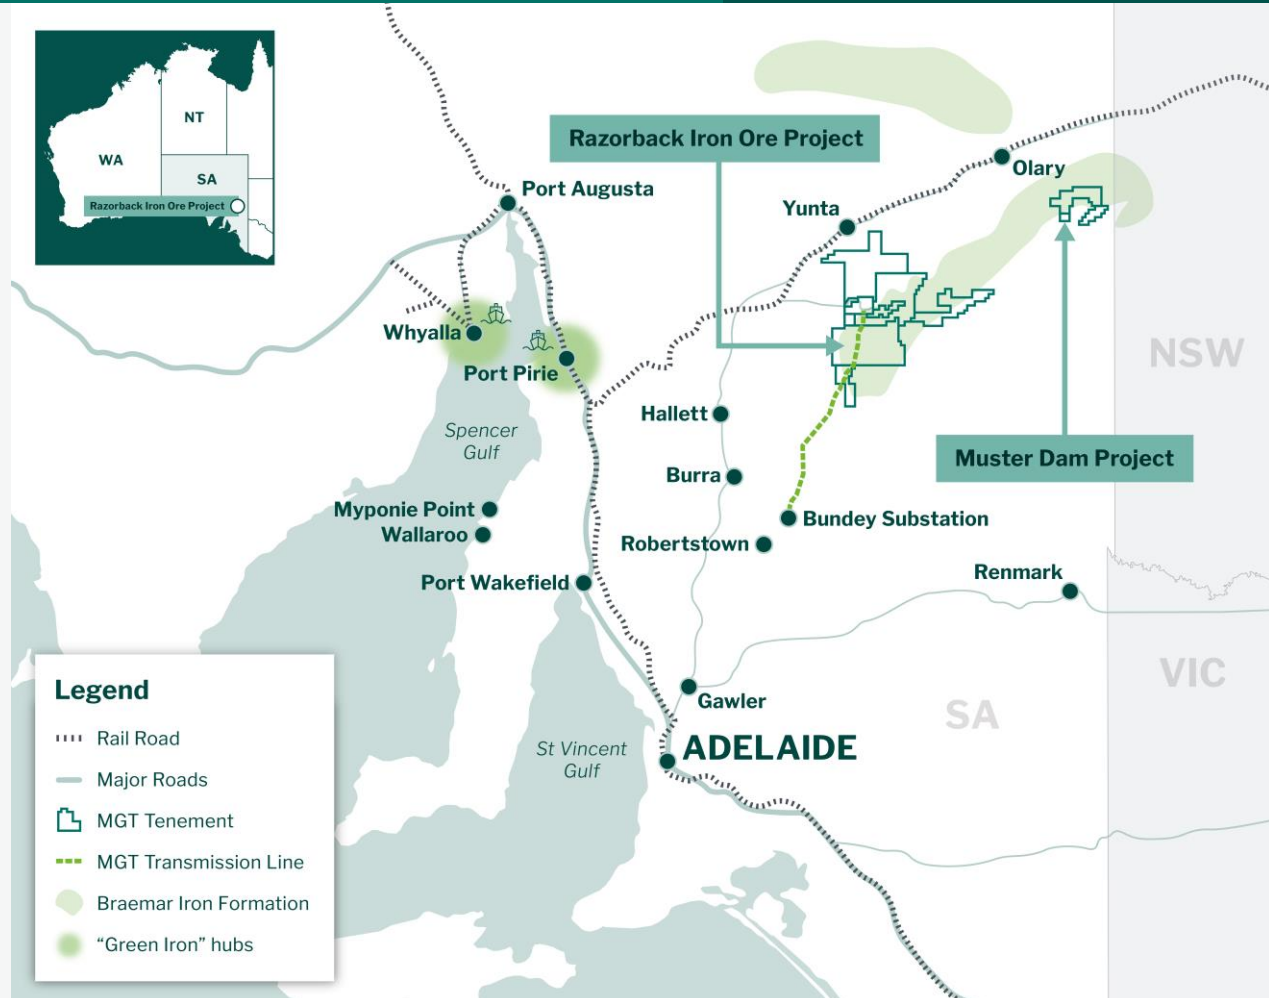 NT
WA
SA
Razorback Iron Ore Project
Razorback Iron Ore Project
Olary
Port Augusta
Yunta
Whyalla
Port Pirie
NSW
Hallett
Spencer
Gulf
Muster Dam Project
Burra
Myponie Point
Bundey Substation
Wallaroo
Robertstown
Renmark
Port Wakefield
VIC
Gawler
SA
ADELAIDE
St Vincent
Gulf
Legend
Rail Road
Major Roads
MGT Tenement
MGT Transmission Line
Braemar Iron Formation
“Green Iron” hubs